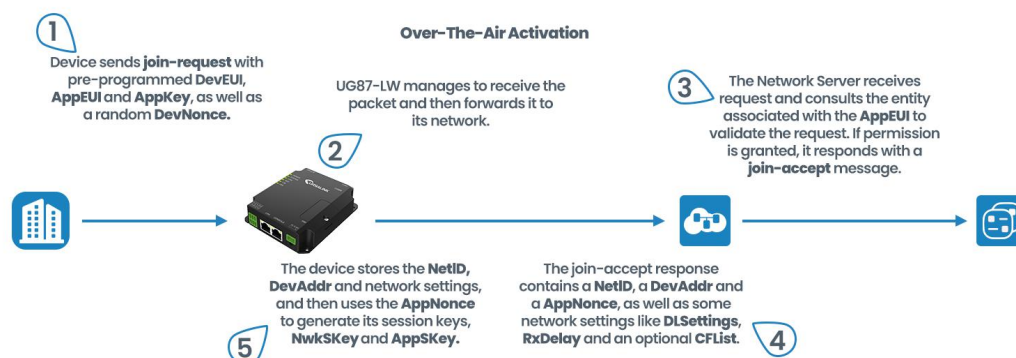 Over-The-Air Activation
1
Device sends join-request with
pre-programmed DevEUI,
AppEUI and AppKey, as well as
a random DevNonce.
UG87-LW manages to receive the
packet and then forwards it to
its network.
2
3
The Network Server receives
request and consults the entity
associated with the AppEUI to
validate the request. If permission
is granted, it responds with a
join-accept message.
The join-accept response
contains a NetID, a DevAddr and
a AppNonce, as well as some
network settings like DLSettings,
RxDelay and an optional CFList.
4
The device stores the NetID,
DevAddr and network settings,
and then uses the AppNonce
to generate its session keys,
NwkSKey and AppSKey.
5